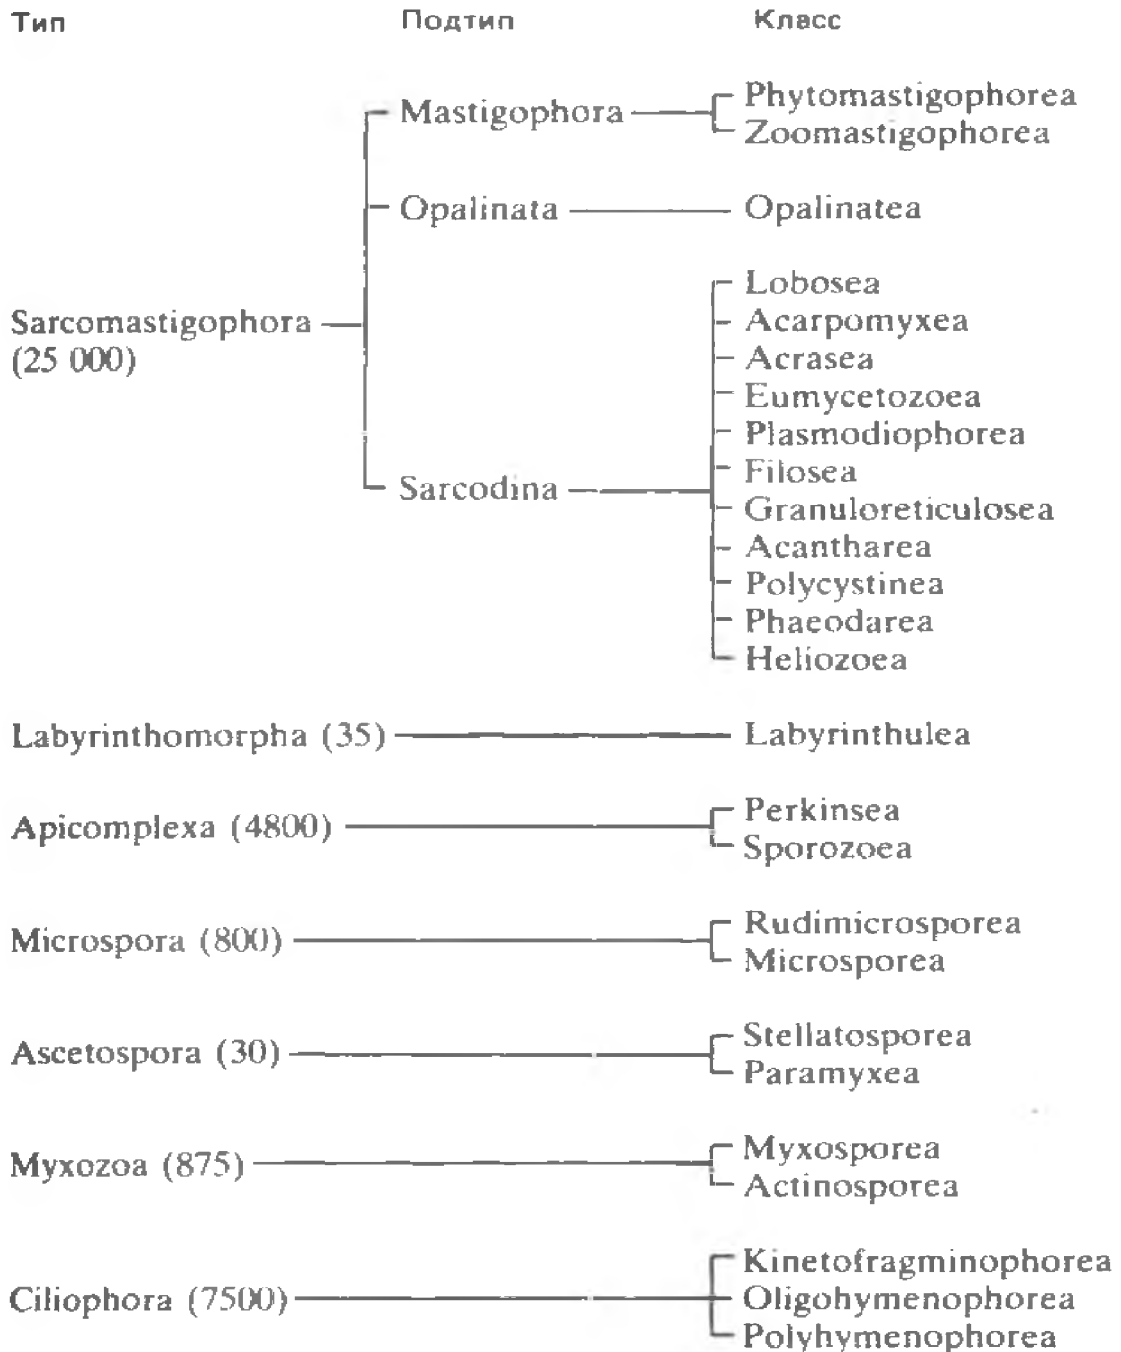 Тип Подтип Класс
Mastigophora
Phytomastigophorea
Zoomastigophorea
Opalinata Opalinatea
Sarcomastigophora
(25 000)
Sarcodina
Lobosea
Acarpomyxea
Acrasea
Eumycetozoea
Plasmodiophorea
Filosea
Granuloreticulosea
Acantharea
Polycystinea
Phaeodarea
Heliozoea
Labyrinthomorpha (35) Labyrinthulea
Apicomplexa (4800)
Perkinsea
Sporozoea
Microspora (800)
Rudimicrosporea
Microsporea
Ascetospora (30)
Stellatosporea
Paramyxea
Myxozoa (875)
Myxosporea
Actinosporea
Ciliophora (7500)
Kinetofragminophorea
Oligohymenophorea
Polyhymenophorea